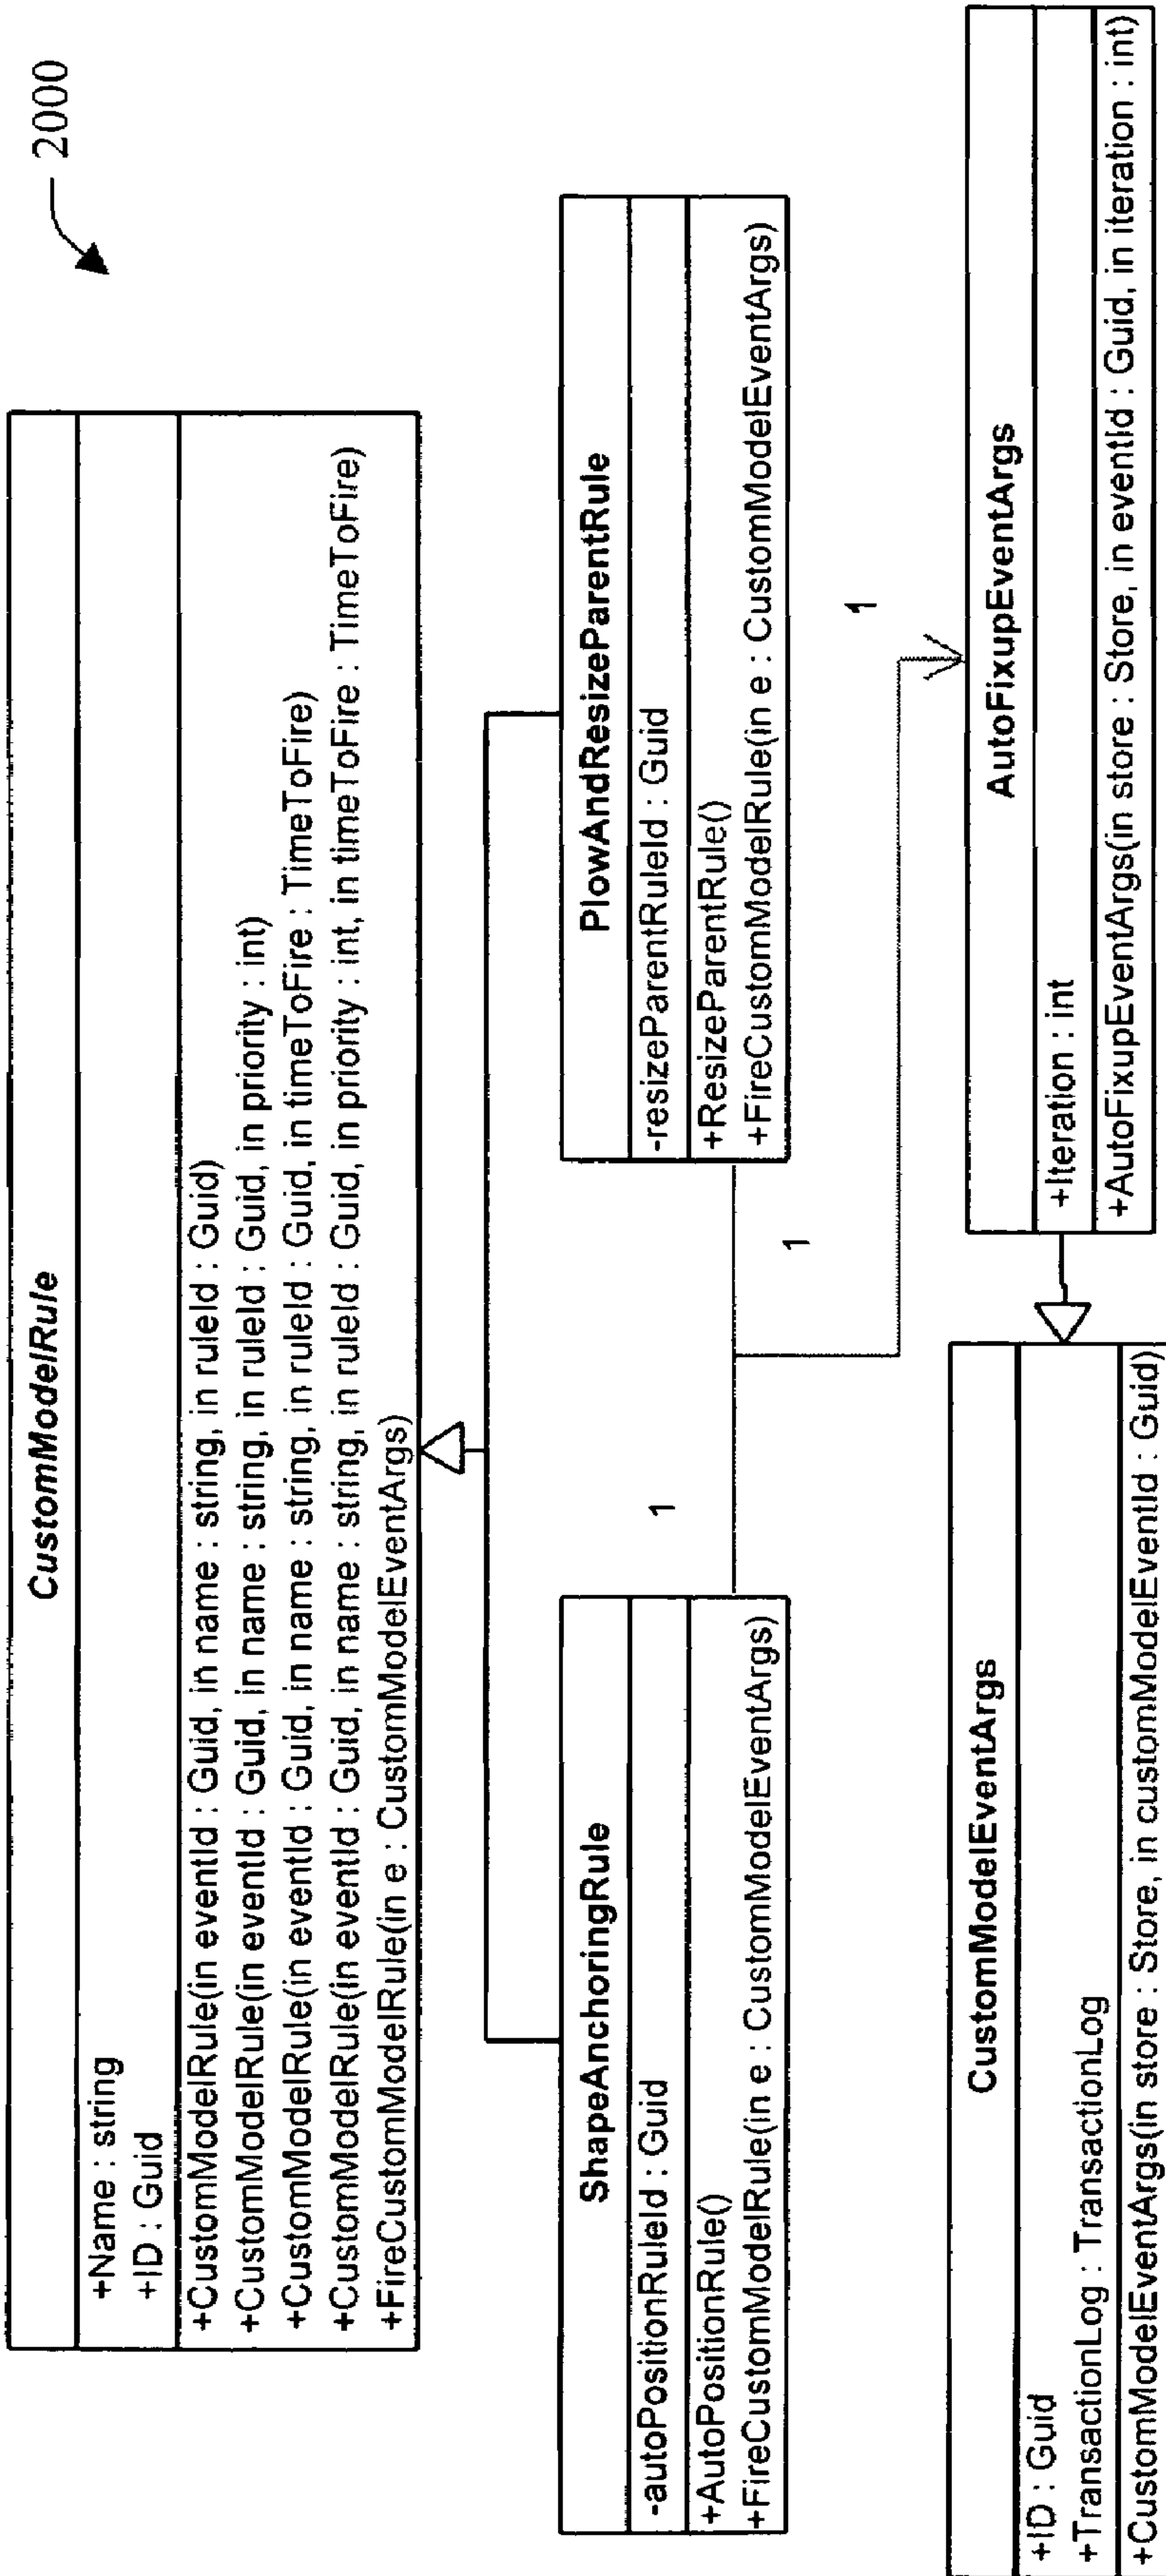 2000
CustomModelRule
+Name : string
+ID : Guid
+CustomModelRule(in eventId : Guid, in name : string, in ruleId : Guid)
+CustomModelRule(in eventId : Guid, in name : string, in ruleId : Guid, in priority : int)
+CustomModelRule(in eventId : Guid, in name : string, in ruleId : Guid, in timeToFire : TimeToFire)
+CustomModelRule(in eventId : Guid, in name : string, in ruleId : Guid, in priority : int, in timeToFire : TimeToFire)
+FireCustomModelRule(in e : CustomModelEventArgs)
ShapeAnchoringRule
-autoPositionRuleId : Guid
+AutoPositionRule()
+FireCustomModelRule(in e : CustomModelEventArgs)
1
1
PlowAndResizeParentRule
-resizeParentRuleId : Guid
+ResizeParentRule()
+FireCustomModelRule(in e : CustomModelEventArgs)
1
CustomModelEventArgs
+ID : Guid
+TransactionLog : TransactionLog
+CustomModelEventArgs(in store : Store, in customModelEventId : Guid)
AutoFixupEventArgs
+Iteration : int
+AutoFixupEventArgs(in store : Store, in eventId : Guid, in iteration : int)